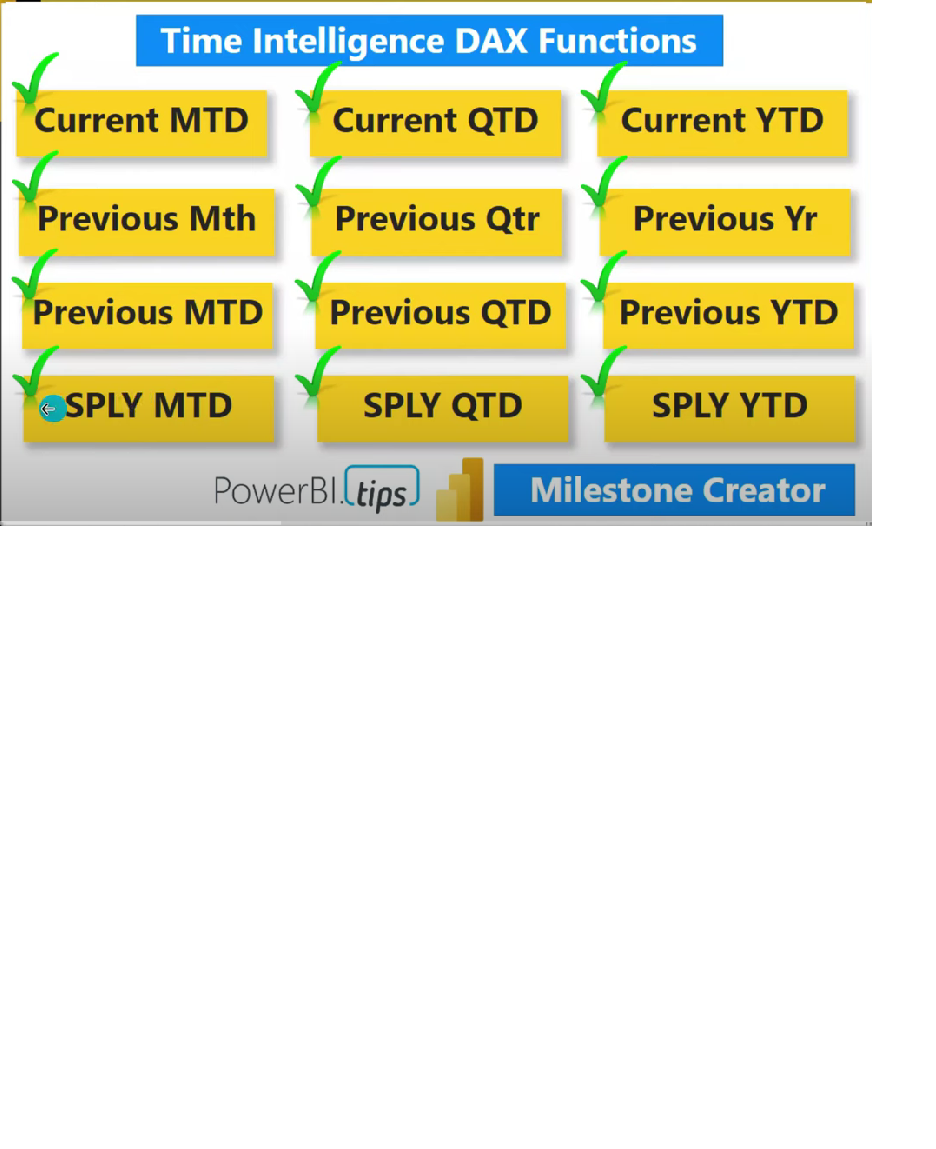 Time Intelligence DAX Functions
Current MTD
Current QTD
Current YTD
Previous Mth
Previous Qtr
Previous Yr
Previous MTD
Previous QTD
Previous YTD
SPLY MTD
SPLY QTD
SPLY YTD
PowerBI.tips
Milestone Creator